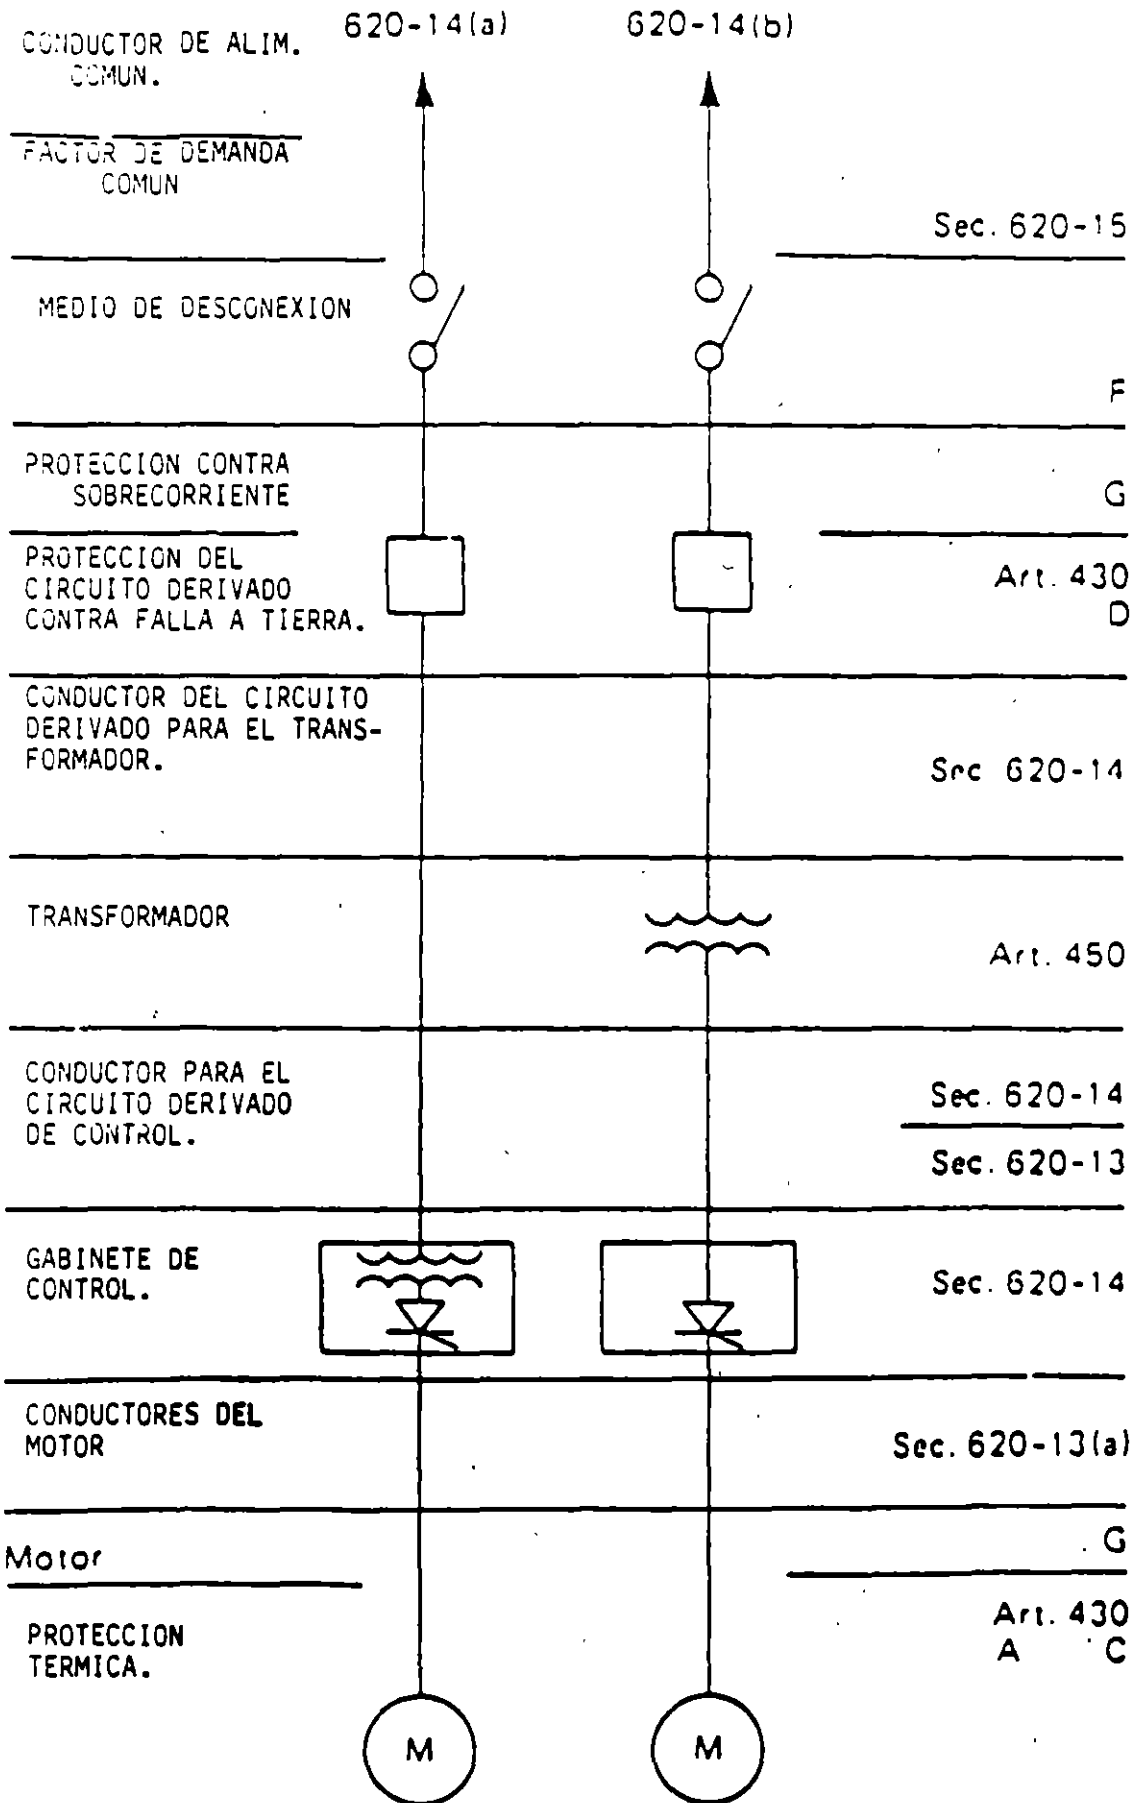 620-14(a)
620-14(b)
CONDUCTOR DE ALIM.
COMUN.
FACTOR DE DEMANDA
COMUN
Sec. 620-15
MEDIO DE DESCONEXION
F
PROTECCION CONTRA
SOBRECORRIENTE
G
PROTECCION DEL
CIRCUITO DERIVADO
CONTRA FALLA A TIERRA.
Art. 430
D
CONDUCTOR DEL CIRCUITO
DERIVADO PARA EL TRANS-
FORMADOR.
Sec 620-14
TRANSFORMADOR
Art. 450
CONDUCTOR PARA EL
CIRCUITO DERIVADO
DE CONTROL.
Sec. 620-14
Sec. 620-13
GABINETE DE
CONTROL.
Sec. 620-14
CONDUCTORES DEL
MOTOR
Sec. 620-13(a)
Motor
G
PROTECCION
TERMICA.
Art. 430
A C
M
M